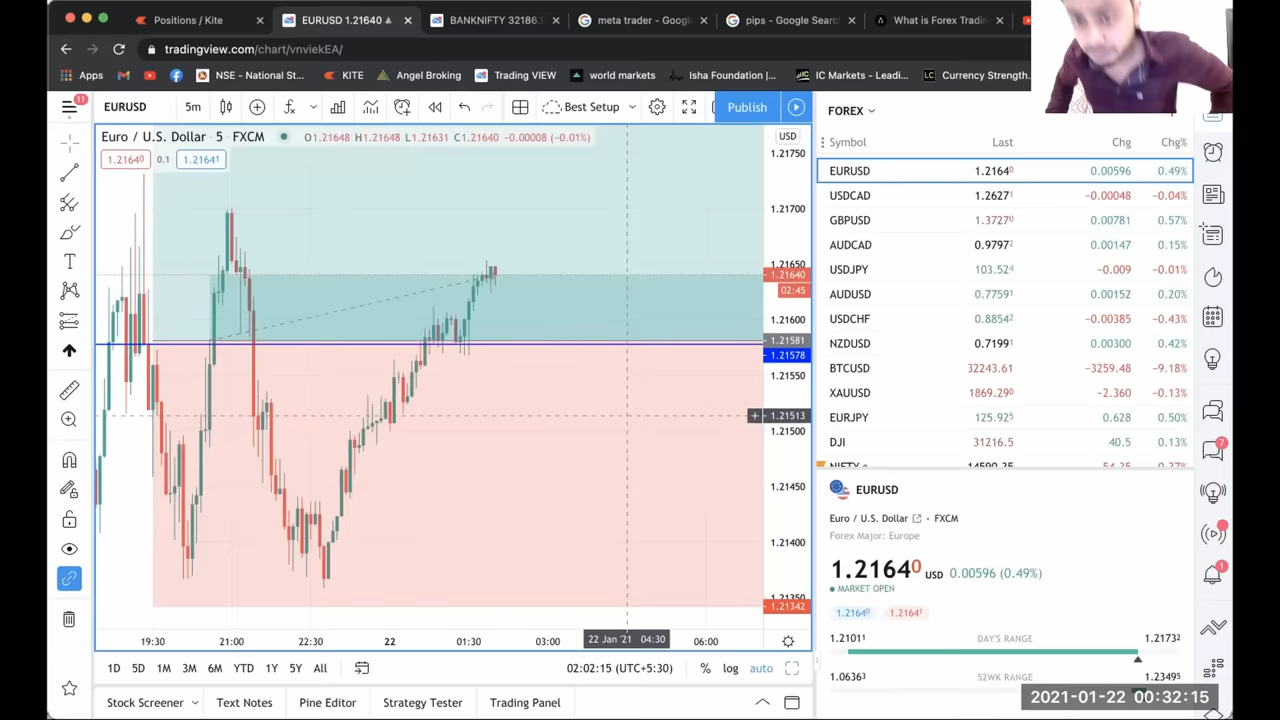 Positions / Kite
EURUSD 1.21640
BANKNIFTY 32186.
meta trader - Googl
pips - Google Searc
What is Forex Tradin
tradingview.com/chart/vnviekEA/
Apps
NSE - National St...
KITE
Angel Broking
Trading VIEW
world markets
Isha Foundation |...
IC Markets - Leadi...
Currency Strength.
11
EURUSD
5m
Best Setup
Publish
FOREX
Euro / U.S. Dollar · 5 · FXCM
O1.21648 H1.21648 L1.21631 C1.21640 −0.00008 (−0.01%)
USD
1.21640
0.1
1.21641
1.21750
1.21700
1.21650
1.21640
02:45
1.21600
1.21581
1.21578
1.21550
1.21513
1.21500
1.21450
1.21400
1.21350
1.21342
19:30
21:00
22:30
22
01:30
03:00
22 Jan '21 04:30
06:00
1D 5D 1M 3M 6M YTD 1Y 5Y All
02:02:15 (UTC+5:30)
% log auto
Stock Screener
Text Notes
Pine Editor
Strategy Tester
Trading Panel
Symbol Last Chg Chg%
EURUSD 1.21640 0.00596 0.49%
USDCAD 1.26271 −0.00048 −0.04%
GBPUSD 1.37270 0.00781 0.57%
AUDCAD 0.97972 0.00147 0.15%
USDJPY 103.524 −0.009 −0.01%
AUDUSD 0.77591 0.00152 0.20%
USDCHF 0.88542 −0.00385 −0.43%
NZDUSD 0.71991 0.00300 0.42%
BTCUSD 32243.61 −3259.48 −9.18%
XAUUSD 1869.290 −2.360 −0.13%
EURJPY 125.925 0.628 0.50%
DJI 31216.5 40.5 0.13%
NIFTY 14590.35
EURUSD
Euro / U.S. Dollar · FXCM
Forex Major: Europe
1.21640 USD 0.00596 (0.49%)
MARKET OPEN
1.21640
1.21641
1.21011 DAY'S RANGE 1.21732
1.06363 52WK RANGE 1.23495
7
1
2021-01-22 00:32:15